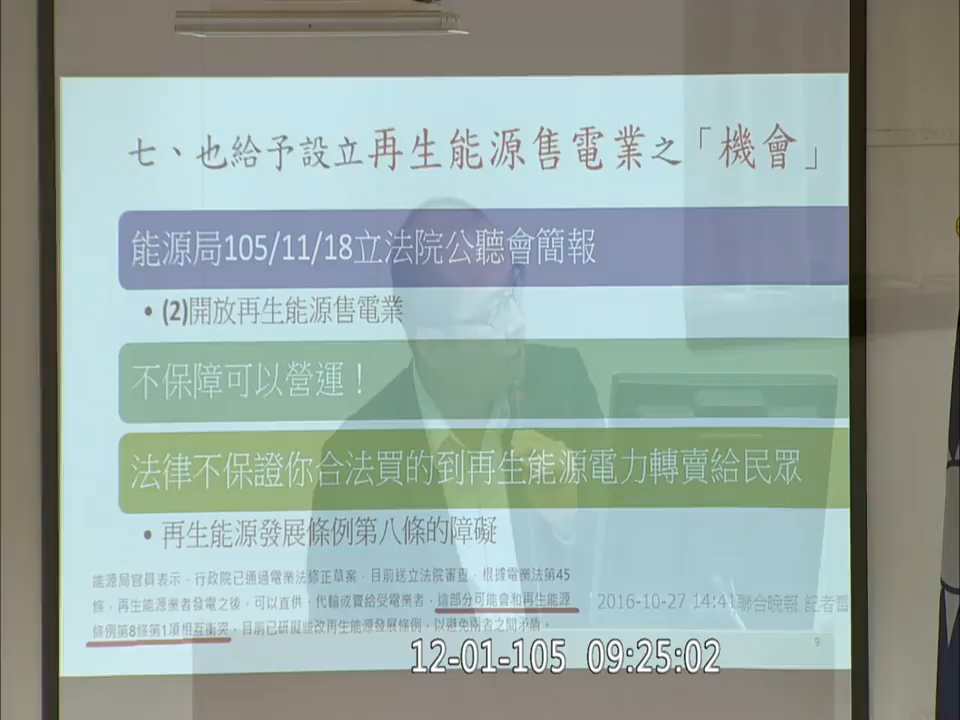 七、也給予設立再生能源售電業之「機會」
能源局105/11/18立法院公聽會簡報
• (2)開放再生能源售電業
不保障可以營運！
法律不保證你合法買的到再生能源電力轉賣給民眾
• 再生能源發展條例第八條的障礙
能源局官員表示，行政院已通過電業法修正草案，目前送立法院審查，根據電業法第45
條，再生能源業者發電之後，可以直供、代輸或賣給受電業者，這部分可能會和再生能源
條例第8條第1項相互衝突，目前已研擬些改再生能源發展條例，以避免兩者之間矛盾。
2016-10-27 14:41聯合晚報 記者
9
12-01-105 09:25:02